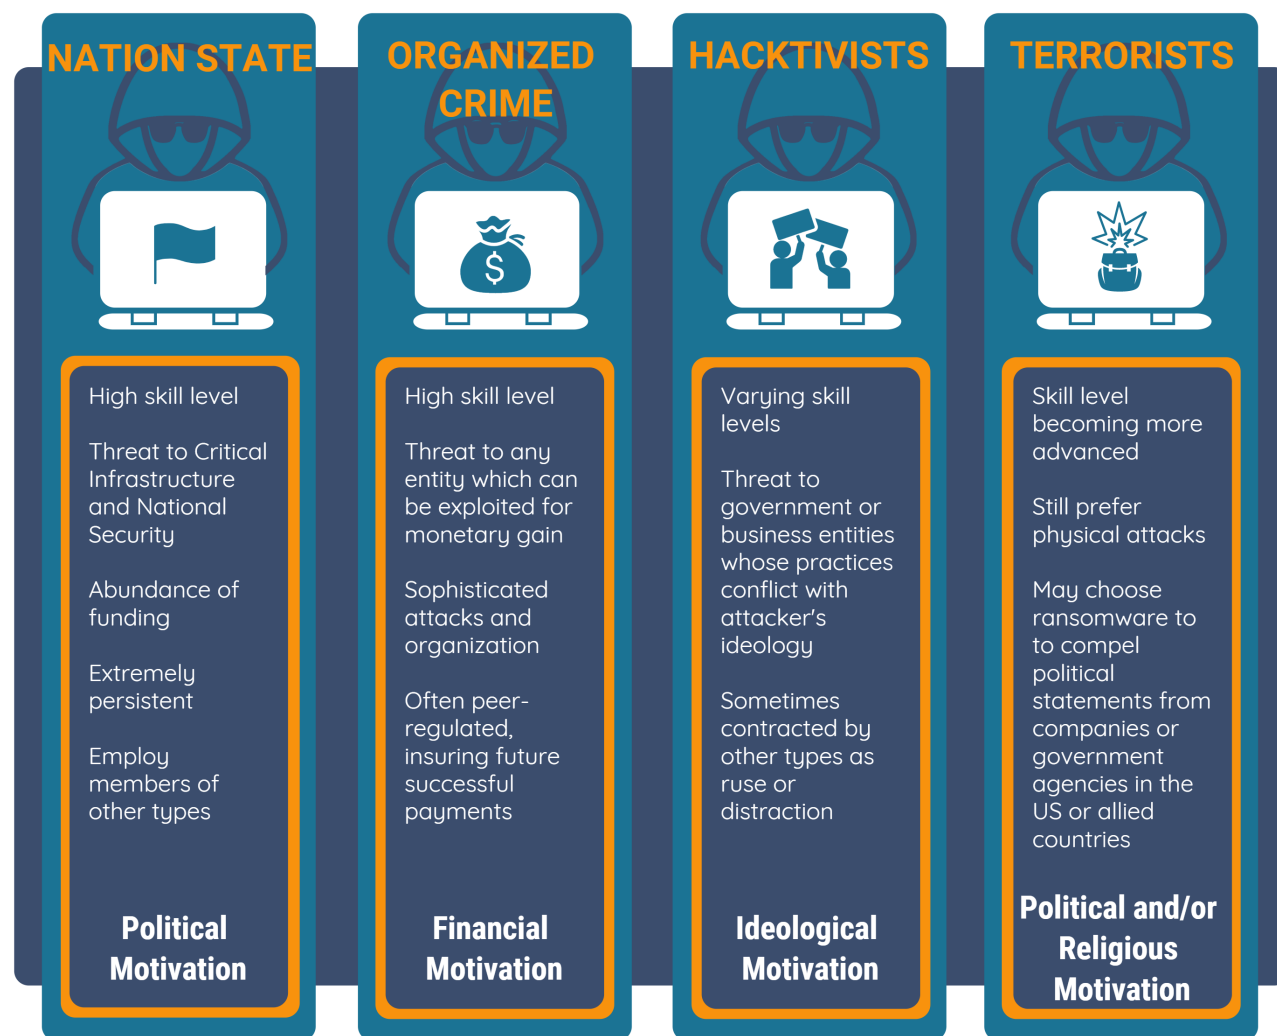 NATION STATE
High skill level
Threat to Critical
Infrastructure
and National
Security
Abundance of
funding
Extremely
persistent
Employ
members of
other types
Political
Motivation
ORGANIZED
CRIME
$
High skill level
Threat to any
entity which can
be exploited for
monetary gain
Sophisticated
attacks and
organization
Often peer-
regulated,
insuring future
successful
payments
Financial
Motivation
HACKTIVISTS
Varying skill
levels
Threat to
government or
business entities
whose practices
conflict with
attacker's
ideology
Sometimes
contracted by
other types as
ruse or
distraction
Ideological
Motivation
TERRORISTS
Skill level
becoming more
advanced
Still prefer
physical attacks
May choose
ransomware to
to compel
political
statements from
companies or
government
agencies in the
US or allied
countries
Political and/or
Religious
Motivation